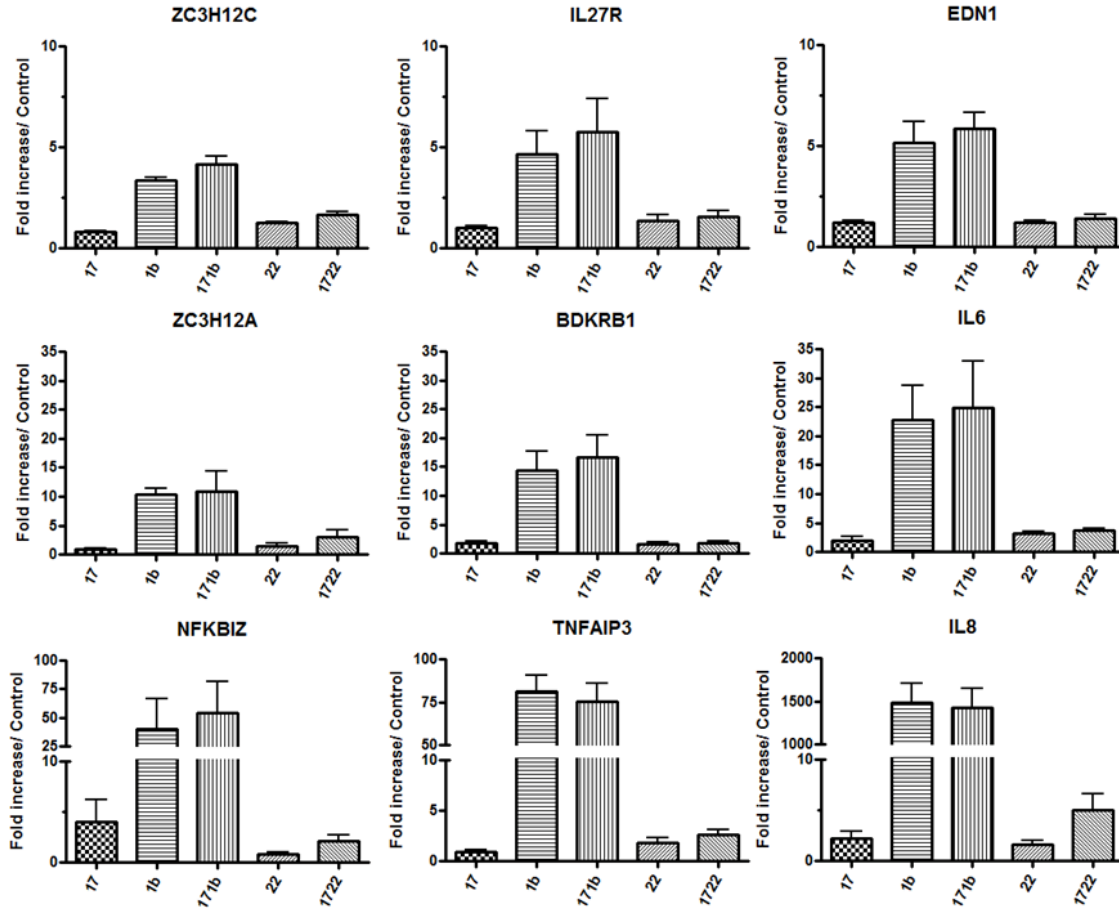 ZC3H12C
Fold increase/ Control
10
5
0
17
1b
171b
22
1722
IL27R
Fold increase/ Control
10
5
0
17
1b
171b
22
1722
EDN1
Fold increase/ Control
10
5
0
17
1b
171b
22
1722
ZC3H12A
Fold increase/ Control
35
30
25
20
15
10
5
0
17
1b
171b
22
1722
BDKRB1
Fold increase/ Control
35
30
25
20
15
10
5
0
17
1b
171b
22
1722
IL6
Fold increase/ Control
35
30
25
20
15
10
5
0
17
1b
171b
22
1722
NFKBIZ
Fold increase/ Control
100
75
50
25
10
0
17
1b
171b
22
1722
TNFAIP3
Fold increase/ Control
100
75
50
10
5
0
17
1b
171b
22
1722
IL8
Fold increase/ Control
2000
1500
1000
10
0
17
1b
171b
22
1722